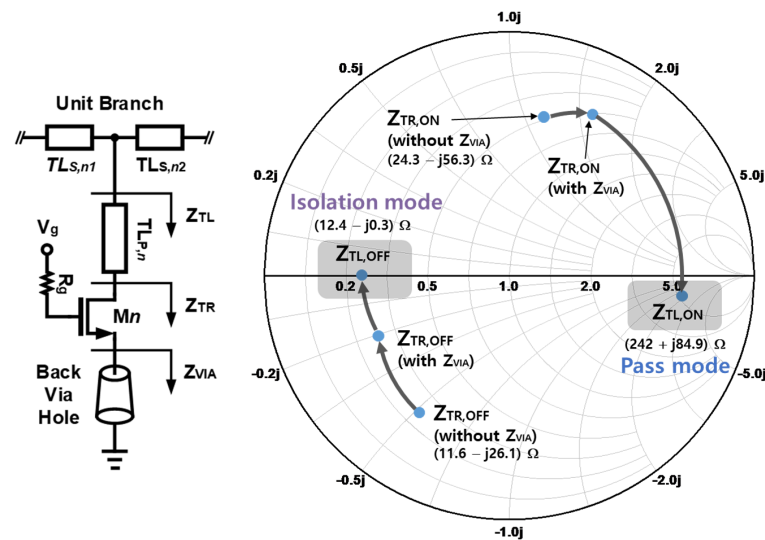 Unit Branch
//
//
TLS,n1
TLS,n2
ZTL
TLP,n
Vg
Rg
Mn
ZTR
ZVIA
Back
Via
Hole
1.0j
0.5j
2.0j
0.2j
5.0j
-0.2j
-5.0j
-0.5j
-2.0j
-1.0j
0.2
0.5
1.0
2.0
5.0
ZTR,ON
(without ZVIA)
(24.3 − j56.3) Ω
ZTR,ON
(with ZVIA)
Isolation mode
(12.4 − j0.3) Ω
ZTL,OFF
ZTR,OFF
(with ZVIA)
ZTR,OFF
(without ZVIA)
(11.6 − j26.1) Ω
ZTL,ON
(242 + j84.9) Ω
Pass mode